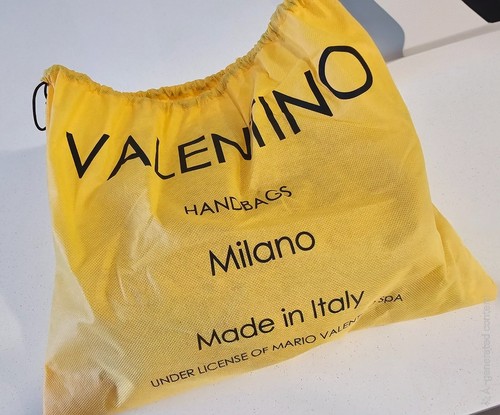 VALENTINO
HANDBAGS
Milano
Made in Italy
UNDER LICENSE OF MARIO VALENTINO SpA